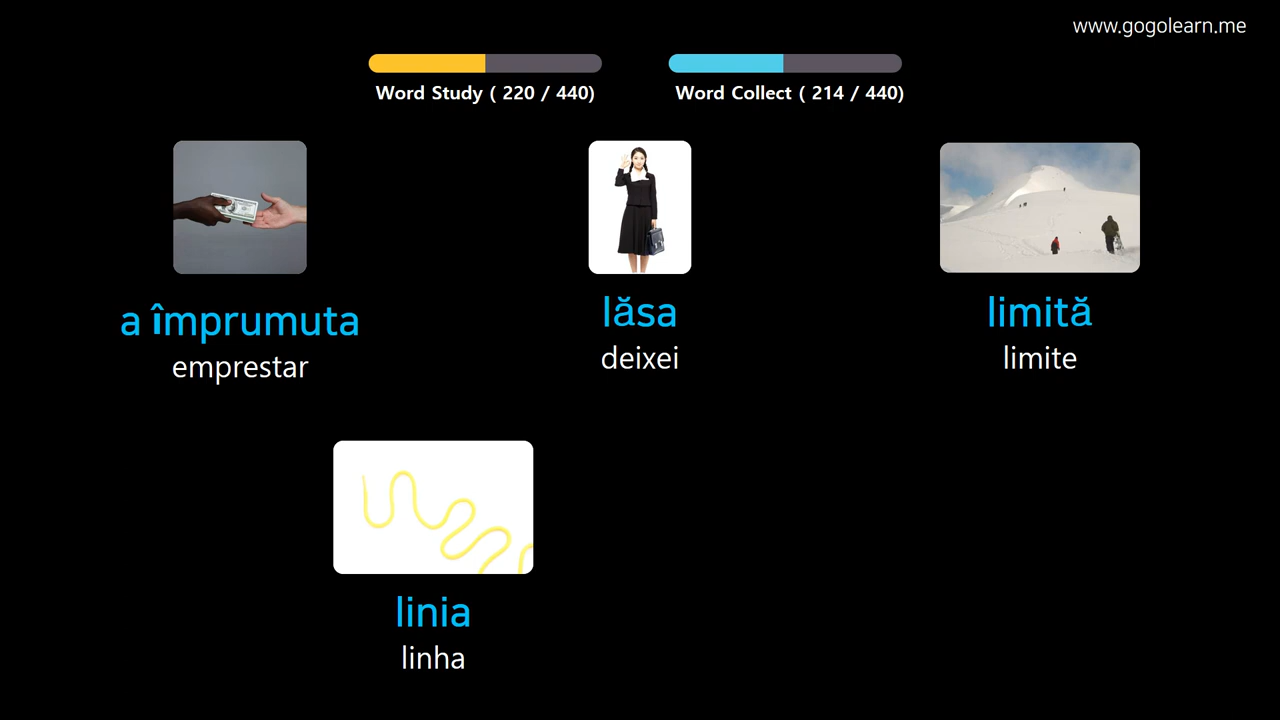 www.gogolearn.me
Word Study ( 220 / 440)
Word Collect ( 214 / 440)
a împrumuta
emprestar
lăsa
deixei
limită
limite
linia
linha